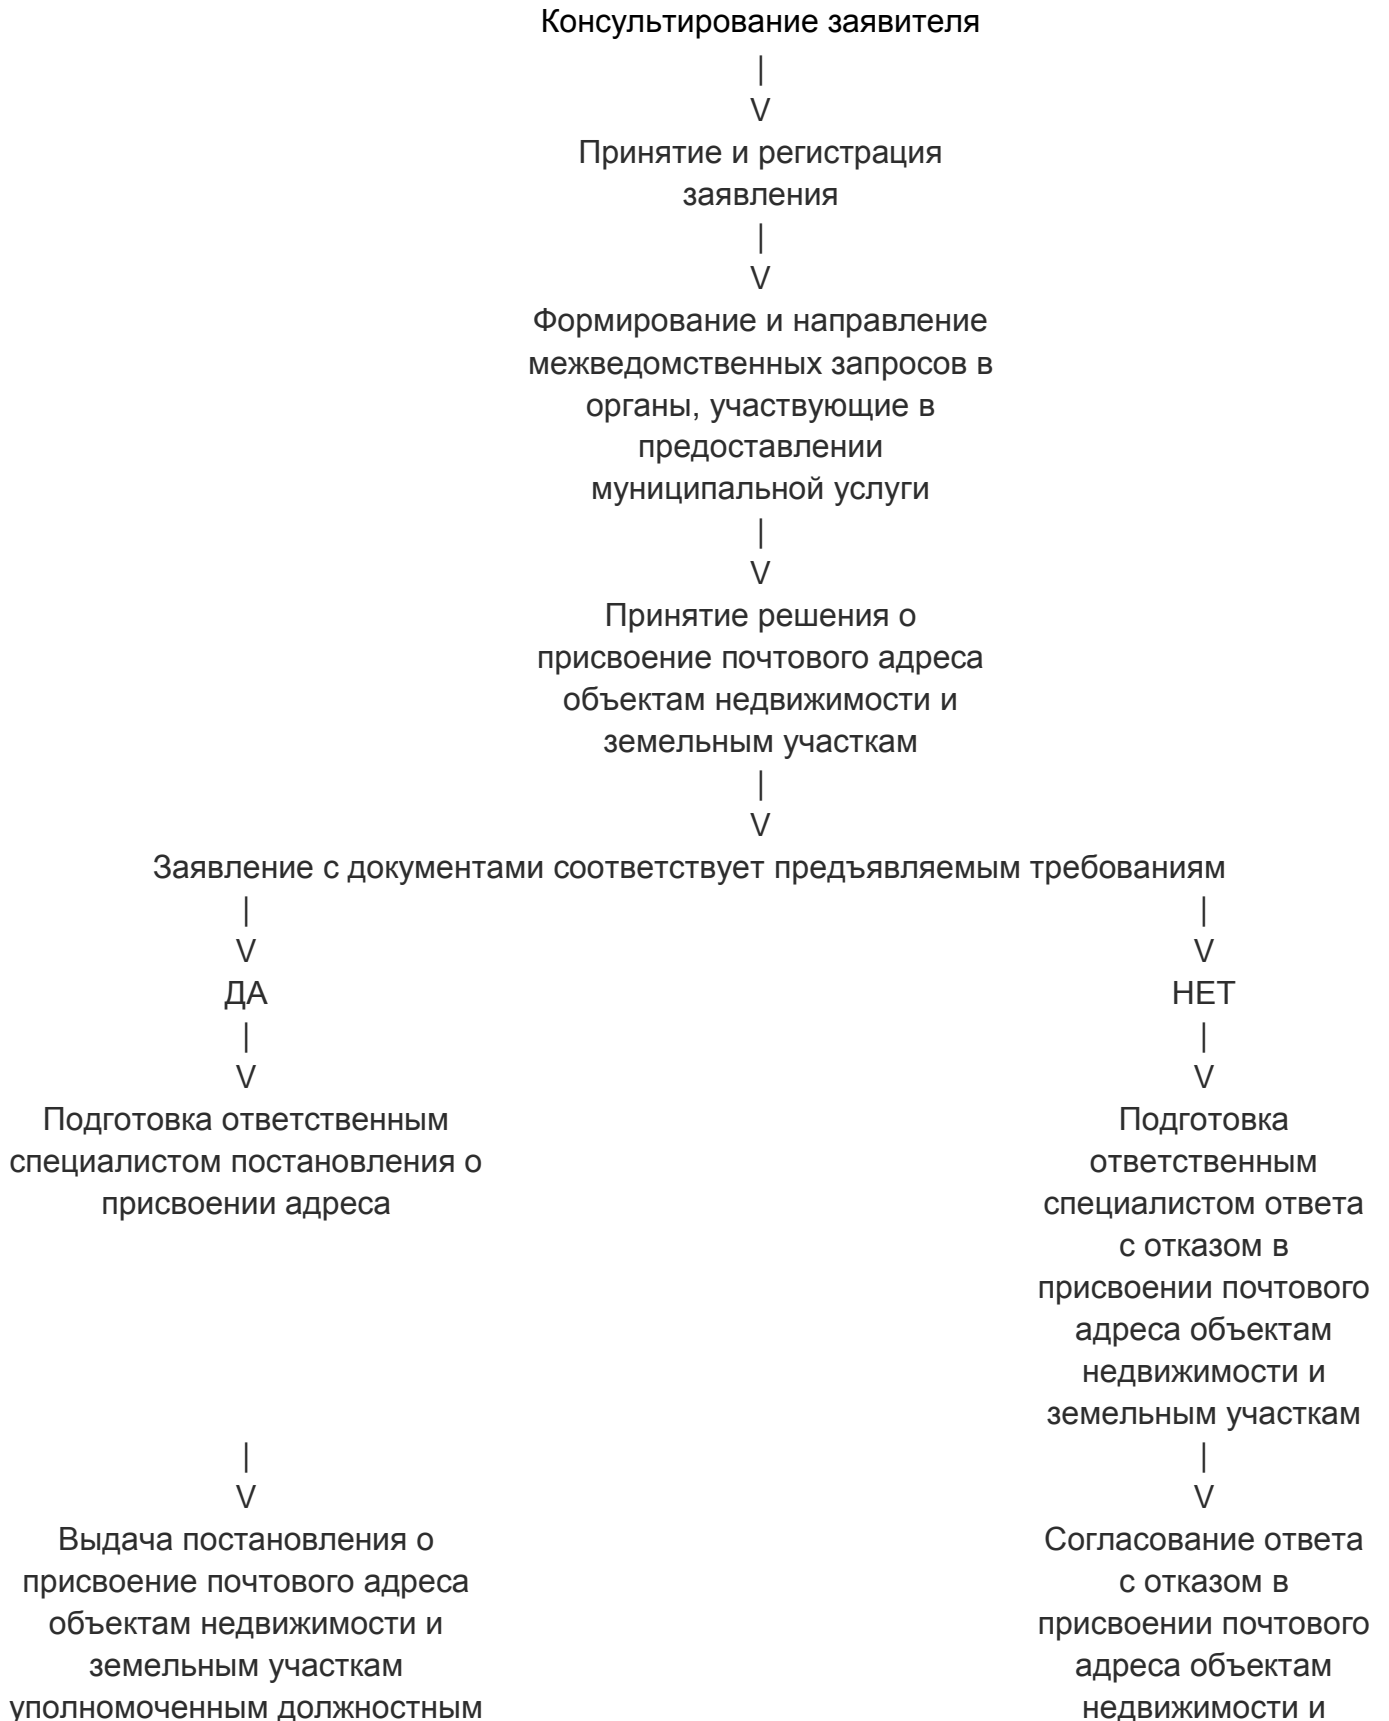 Консультирование заявителя
|
V
Принятие и регистрация
заявления
|
V
Формирование и направление
межведомственных запросов в
органы, участвующие в
предоставлении
муниципальной услуги
|
V
Принятие решения о
присвоение почтового адреса
объектам недвижимости и
земельным участкам
|
V
Заявление с документами соответствует предъявляемым требованиям
|
V
ДА
|
V
Подготовка ответственным
специалистом постановления о
присвоении адреса
|
V
Выдача постановления о
присвоение почтового адреса
объектам недвижимости и
земельным участкам
уполномоченным должностным
|
V
НЕТ
|
V
Подготовка
ответственным
специалистом ответа
с отказом в
присвоении почтового
адреса объектам
недвижимости и
земельным участкам
|
V
Согласование ответа
с отказом в
присвоении почтового
адреса объектам
недвижимости и